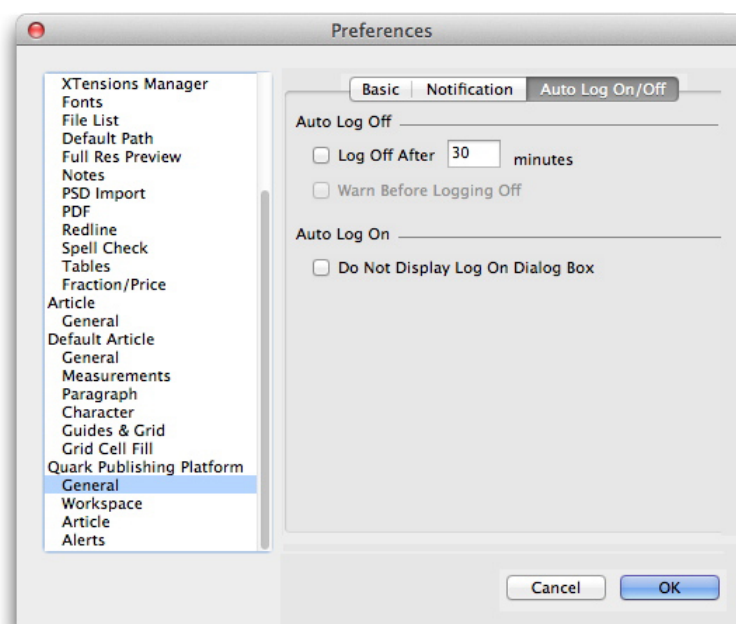 Preferences
XTensions Manager
Fonts
File List
Default Path
Full Res Preview
Notes
PSD Import
PDF
Redline
Spell Check
Tables
Fraction/Price
Article
General
Default Article
General
Measurements
Paragraph
Character
Guides & Grid
Grid Cell Fill
Quark Publishing Platform
General
Workspace
Article
Alerts
Basic Notification Auto Log On/Off
Auto Log Off
Log Off After 30 minutes
Warn Before Logging Off
Auto Log On
Do Not Display Log On Dialog Box
Cancel OK